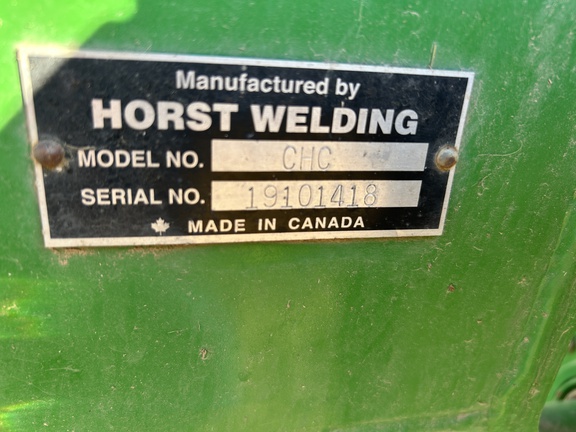 Manufactured by
HORST WELDING
MODEL NO. CHC
SERIAL NO. 19101418
MADE IN CANADA